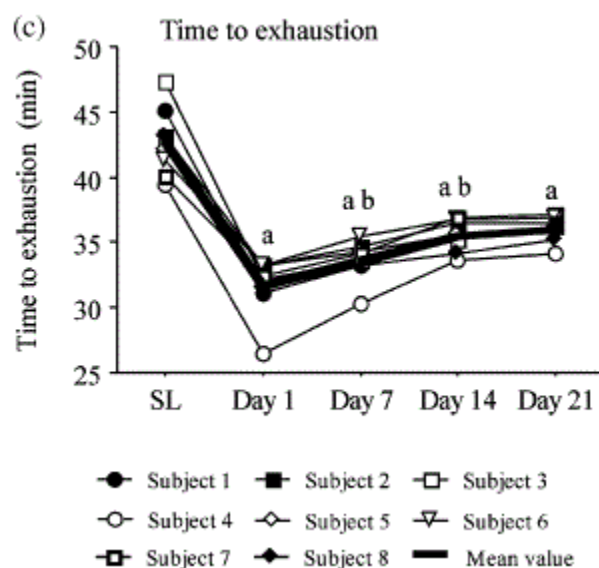 (c) Time to exhaustion
50
45
40
35
30
25
Time to exhaustion (min)
a
a b
a b
a
SL Day 1 Day 7 Day 14 Day 21
Subject 1 Subject 2 Subject 3
Subject 4 Subject 5 Subject 6
Subject 7 Subject 8 Mean value